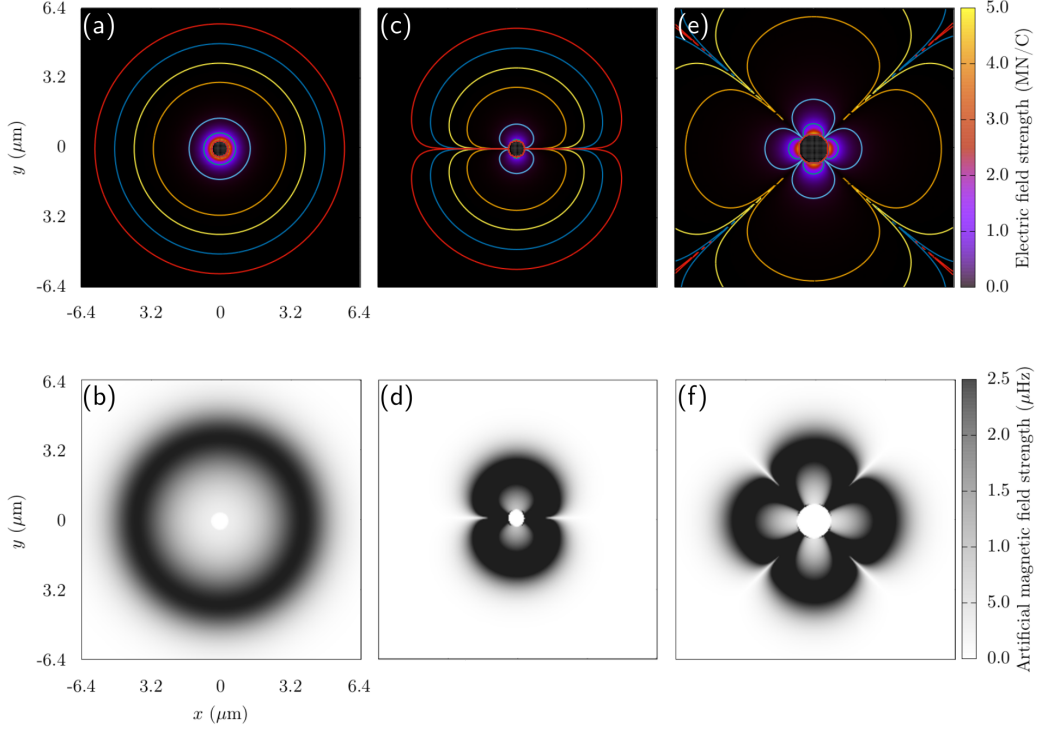 (a)
(c)
(e)
6.4
3.2
0
-3.2
-6.4
y (μm)
-6.4
3.2
0
3.2
6.4
5.0
4.0
3.0
2.0
1.0
0.0
Electric field strength (MN/C)
(b)
(d)
(f)
6.4
3.2
0
-3.2
-6.4
y (μm)
-6.4
3.2
0
3.2
6.4
x (μm)
2.5
2.0
1.5
1.0
5.0
0.0
Artificial magnetic field strength (μHz)